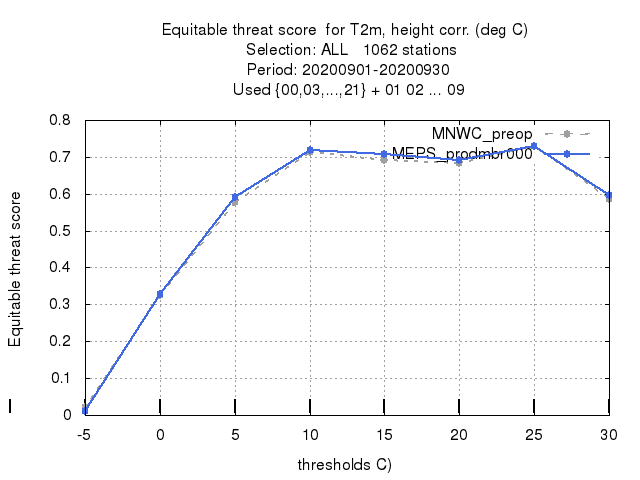 Equitable threat score  for T2m, height corr. (deg C)
Selection: ALL   1062 stations
Period: 20200901-20200930
Used {00,03,...,21} + 01 02 ... 09
MNWC_preop
MEPS_prodmbr000
Equitable threat score
0.8
0.7
0.6
0.5
0.4
0.3
0.2
0.1
0
-5 0 5 10 15 20 25 30
thresholds C)